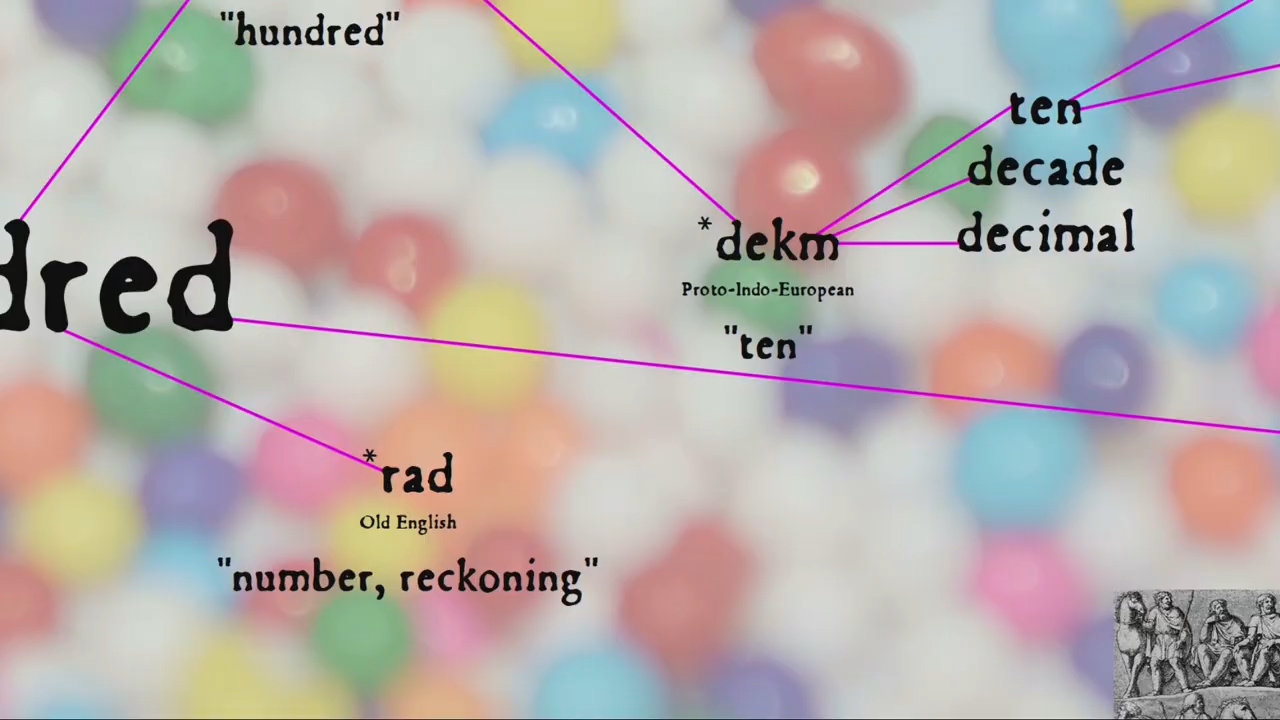 "hundred"
ten
decade
dred
*dekm
decimal
Proto-Indo-European
"ten"
*rad
Old English
"number, reckoning"